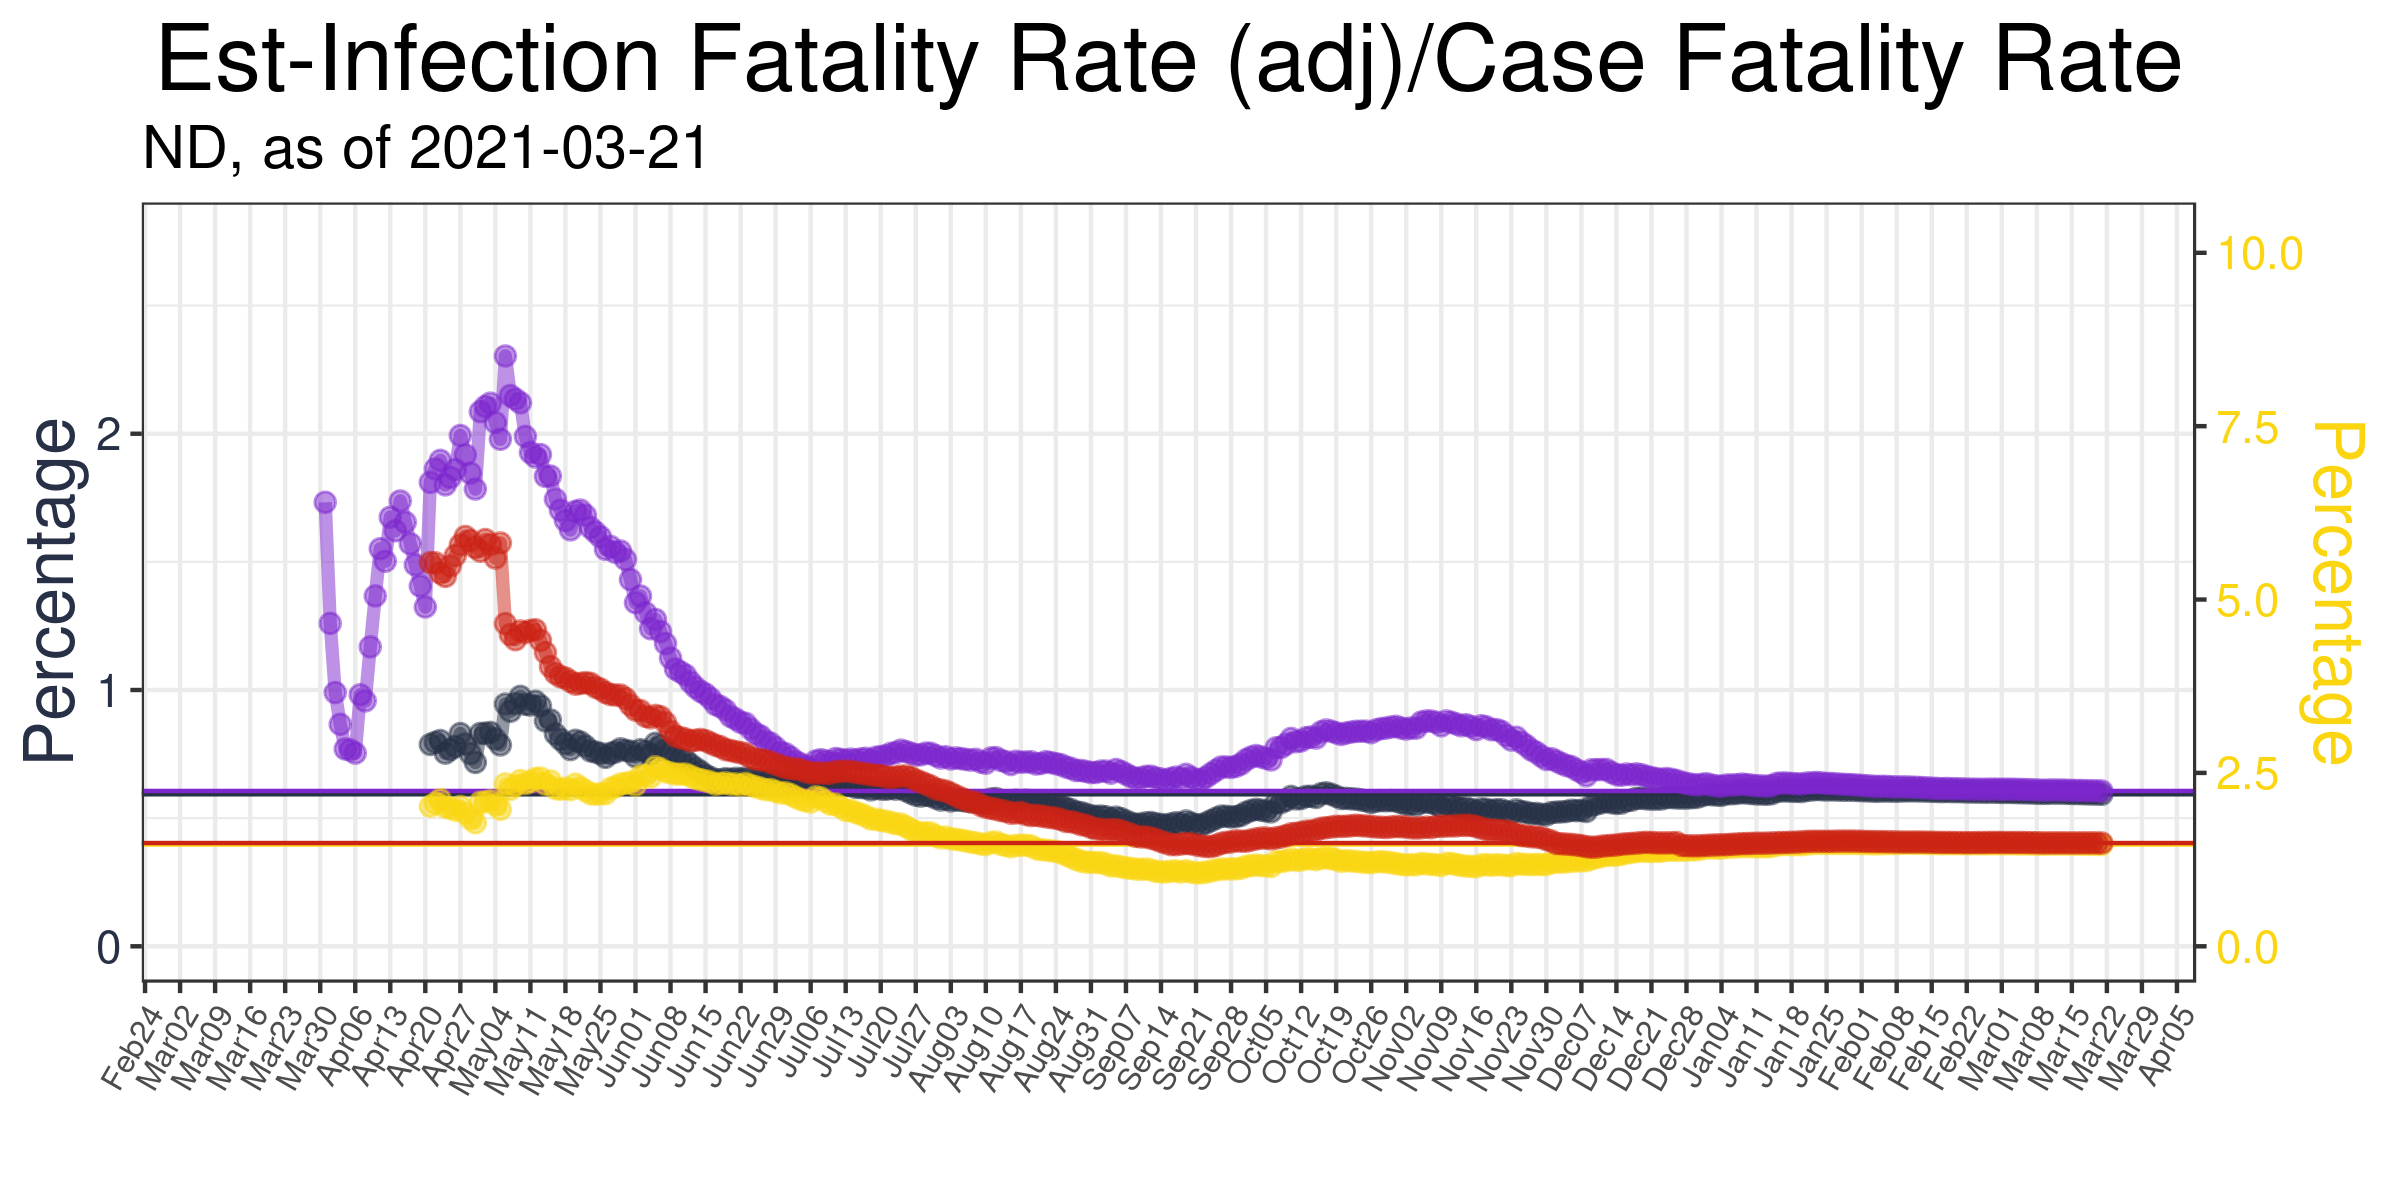 Est-Infection Fatality Rate (adj)/Case Fatality Rate
ND, as of 2021-03-21
Percentage
2
1
0
10.0
7.5
5.0
2.5
0.0
Percentage
Feb24
Mar02
Mar09
Mar16
Mar23
Mar30
Apr06
Apr13
Apr20
Apr27
May04
May11
May18
May25
Jun01
Jun08
Jun15
Jun22
Jun29
Jul06
Jul13
Jul20
Jul27
Aug03
Aug10
Aug17
Aug24
Aug31
Sep07
Sep14
Sep21
Sep28
Oct05
Oct12
Oct19
Oct26
Nov02
Nov09
Nov16
Nov23
Nov30
Dec07
Dec14
Dec21
Dec28
Jan04
Jan11
Jan18
Jan25
Feb01
Feb08
Feb15
Feb22
Mar01
Mar08
Mar15
Mar22
Mar29
Apr05